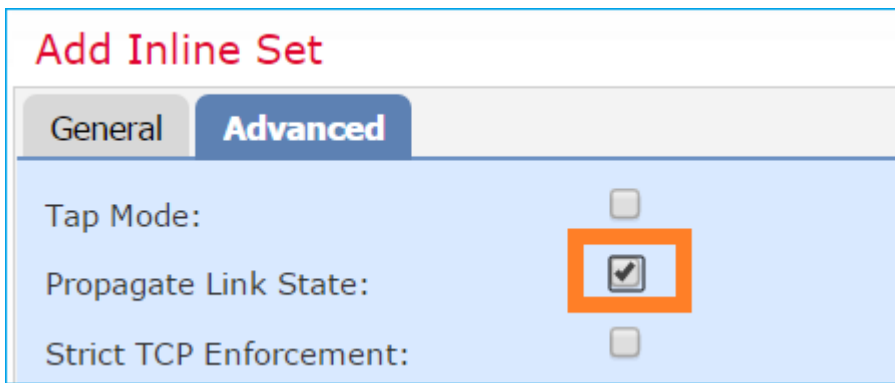 Add Inline Set
General Advanced
Tap Mode:
Propagate Link State:
Strict TCP Enforcement: